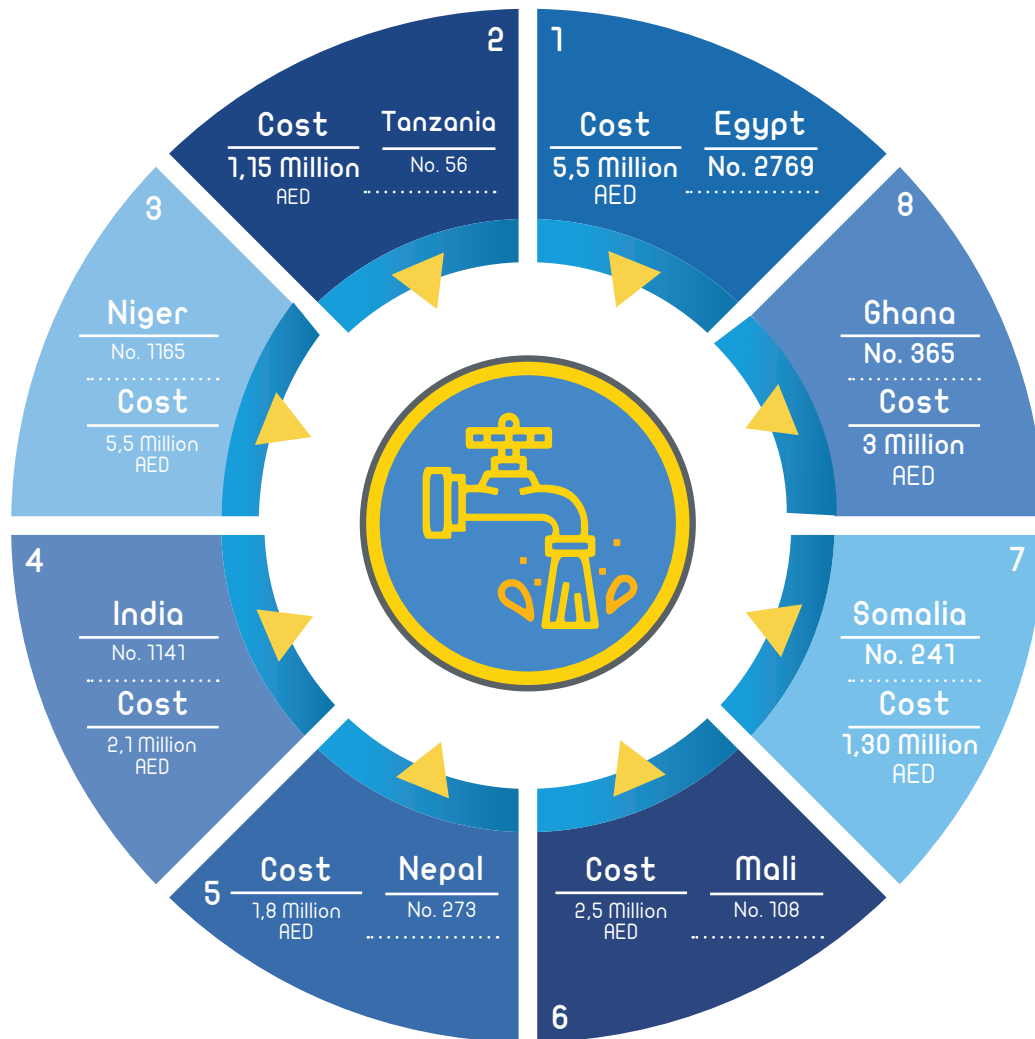 1
Egypt
No. 2769
Cost
5,5 Million
AED
2
Tanzania
No. 56
Cost
1,15 Million
AED
3
Niger
No. 1165
Cost
5,5 Million
AED
4
India
No. 1141
Cost
2,1 Million
AED
5
Nepal
No. 273
Cost
1,8 Million
AED
6
Mali
No. 108
Cost
2,5 Million
AED
7
Somalia
No. 241
Cost
1,30 Million
AED
8
Ghana
No. 365
Cost
3 Million
AED